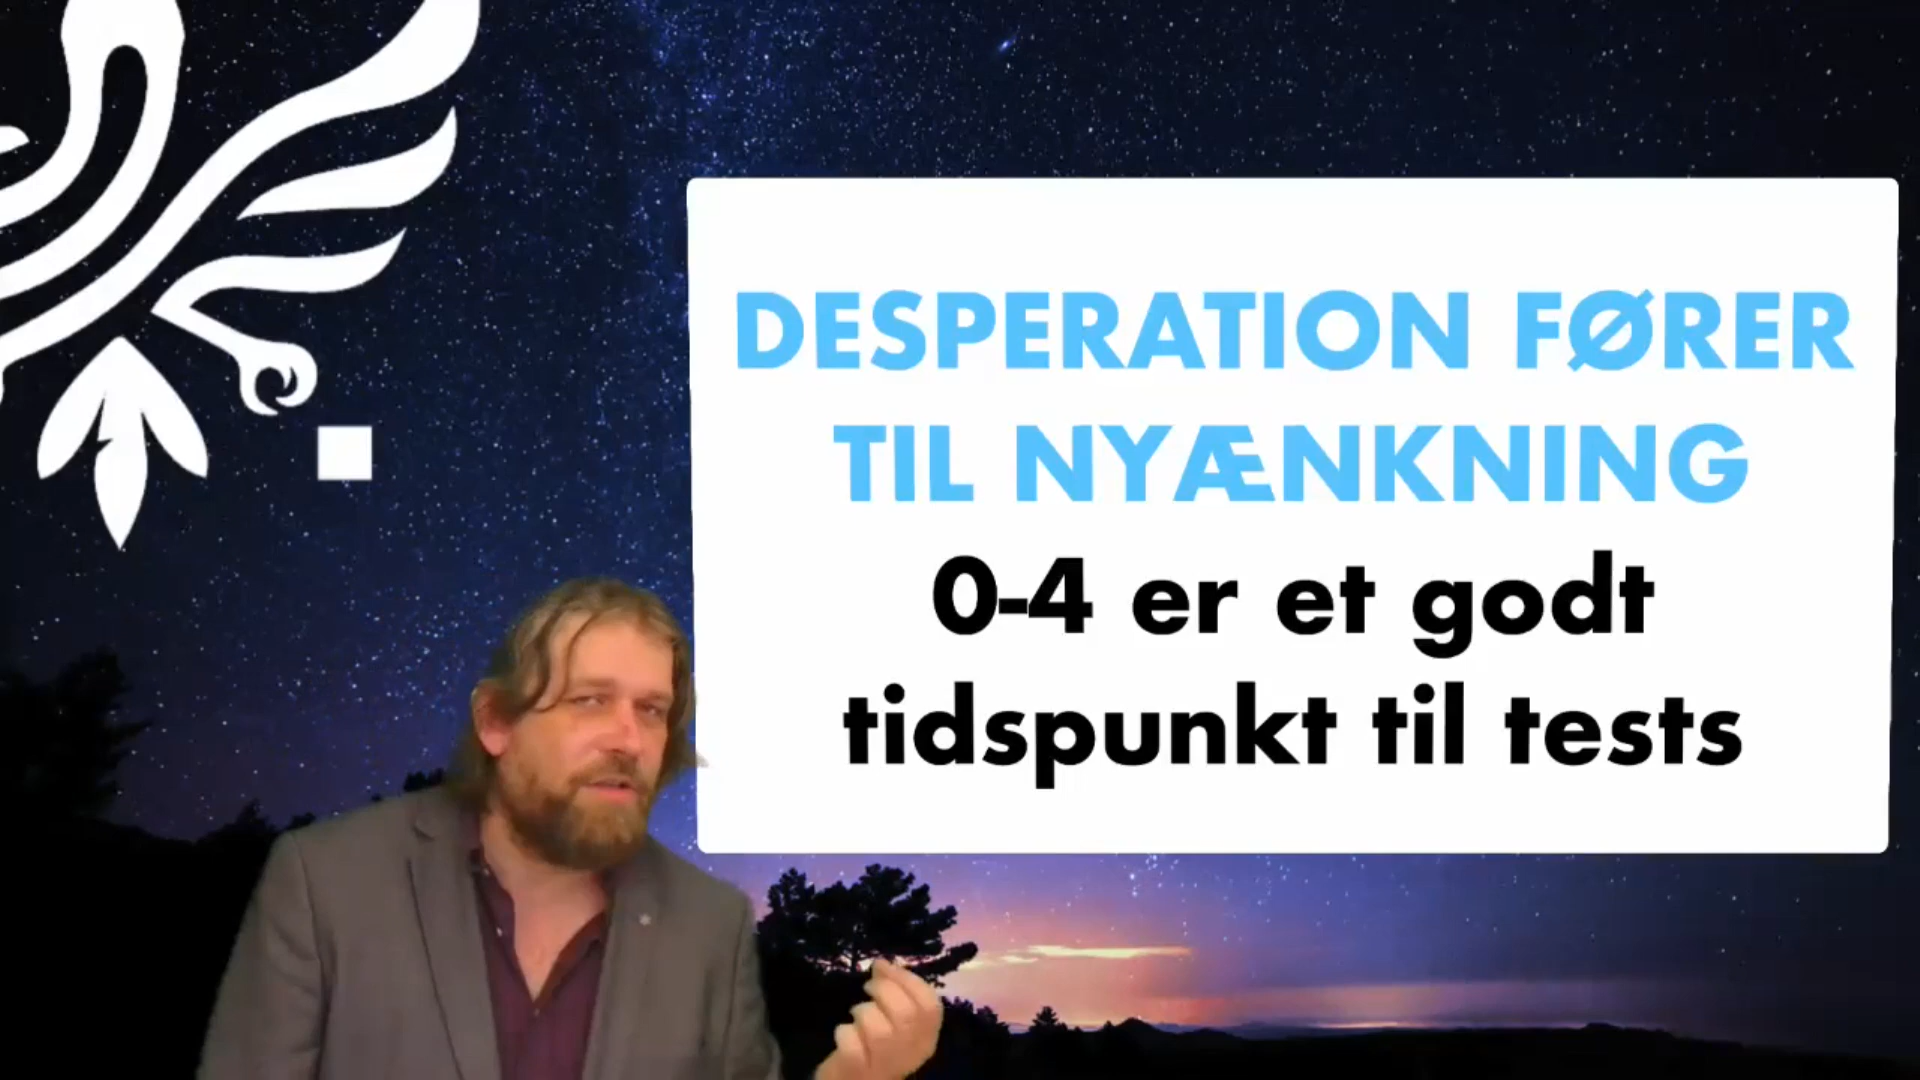 DESPERATION FØRER
TIL NYÆNKNING
0-4 er et godt
tidspunkt til tests